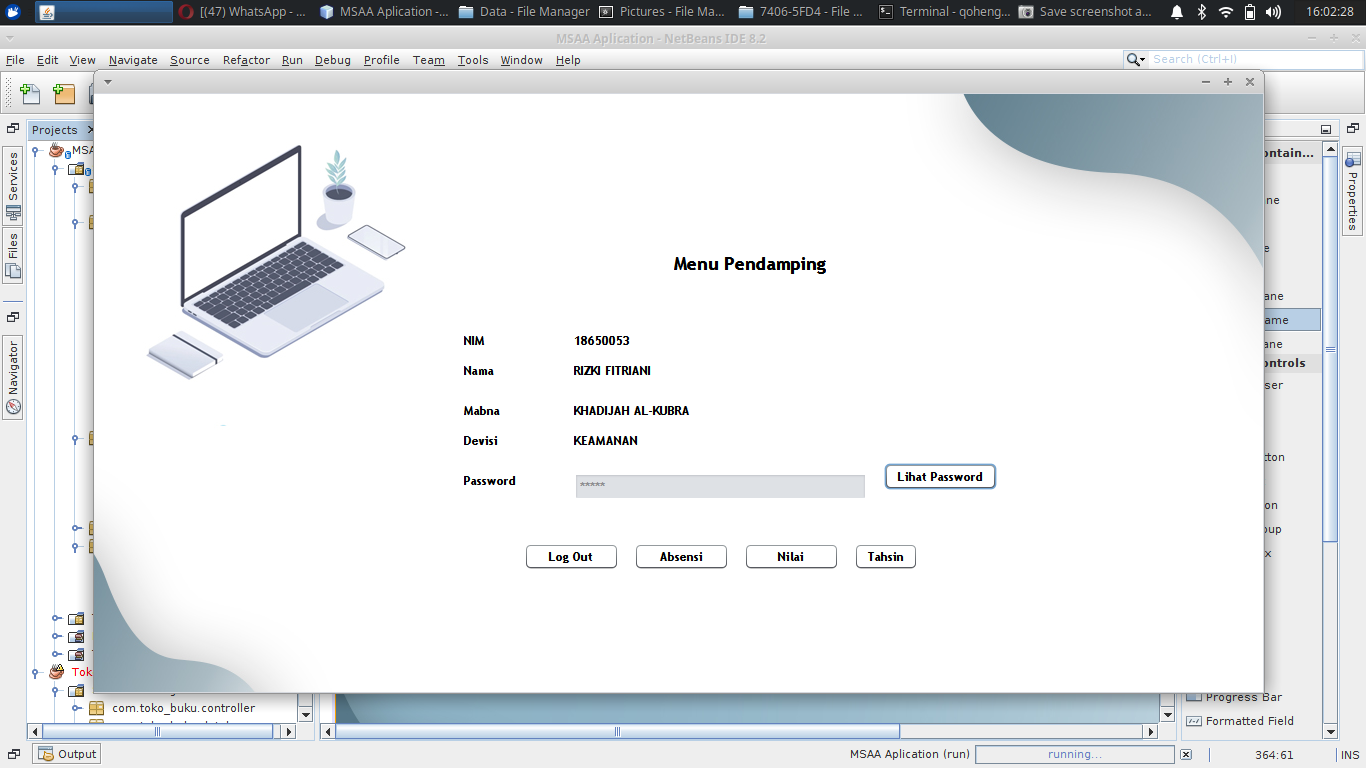 [(47) WhatsApp - ...
MSAA Aplication -...
Data - File Manager
Pictures - File Ma...
7406-5FD4 - File ...
Terminal - goheng...
Save screenshot a...
16:02:28
MSAA Aplication - NetBeans IDE 8.2
File Edit View Navigate Source Refactor Run Debug Profile Team Tools Window Help
Search (Ctrl+I)
Projects
Services
Files
Navigator
MSA
Menu Pendamping
NIM 18650053
Nama RIZKI FITRIANI
Mabna KHADIJAH AL-KUBRA
Devisi KEAMANAN
Password ***** Lihat Password
Log Out Absensi Nilai Tahsin
Tok
com.toko_buku.controller
ontain...
ne
e
ane
ame
ane
ontrols
ser
tton
on
oup
x
Progress Bar
Formatted Field
Properties
Output
MSAA Aplication (run)
running...
364:61
INS